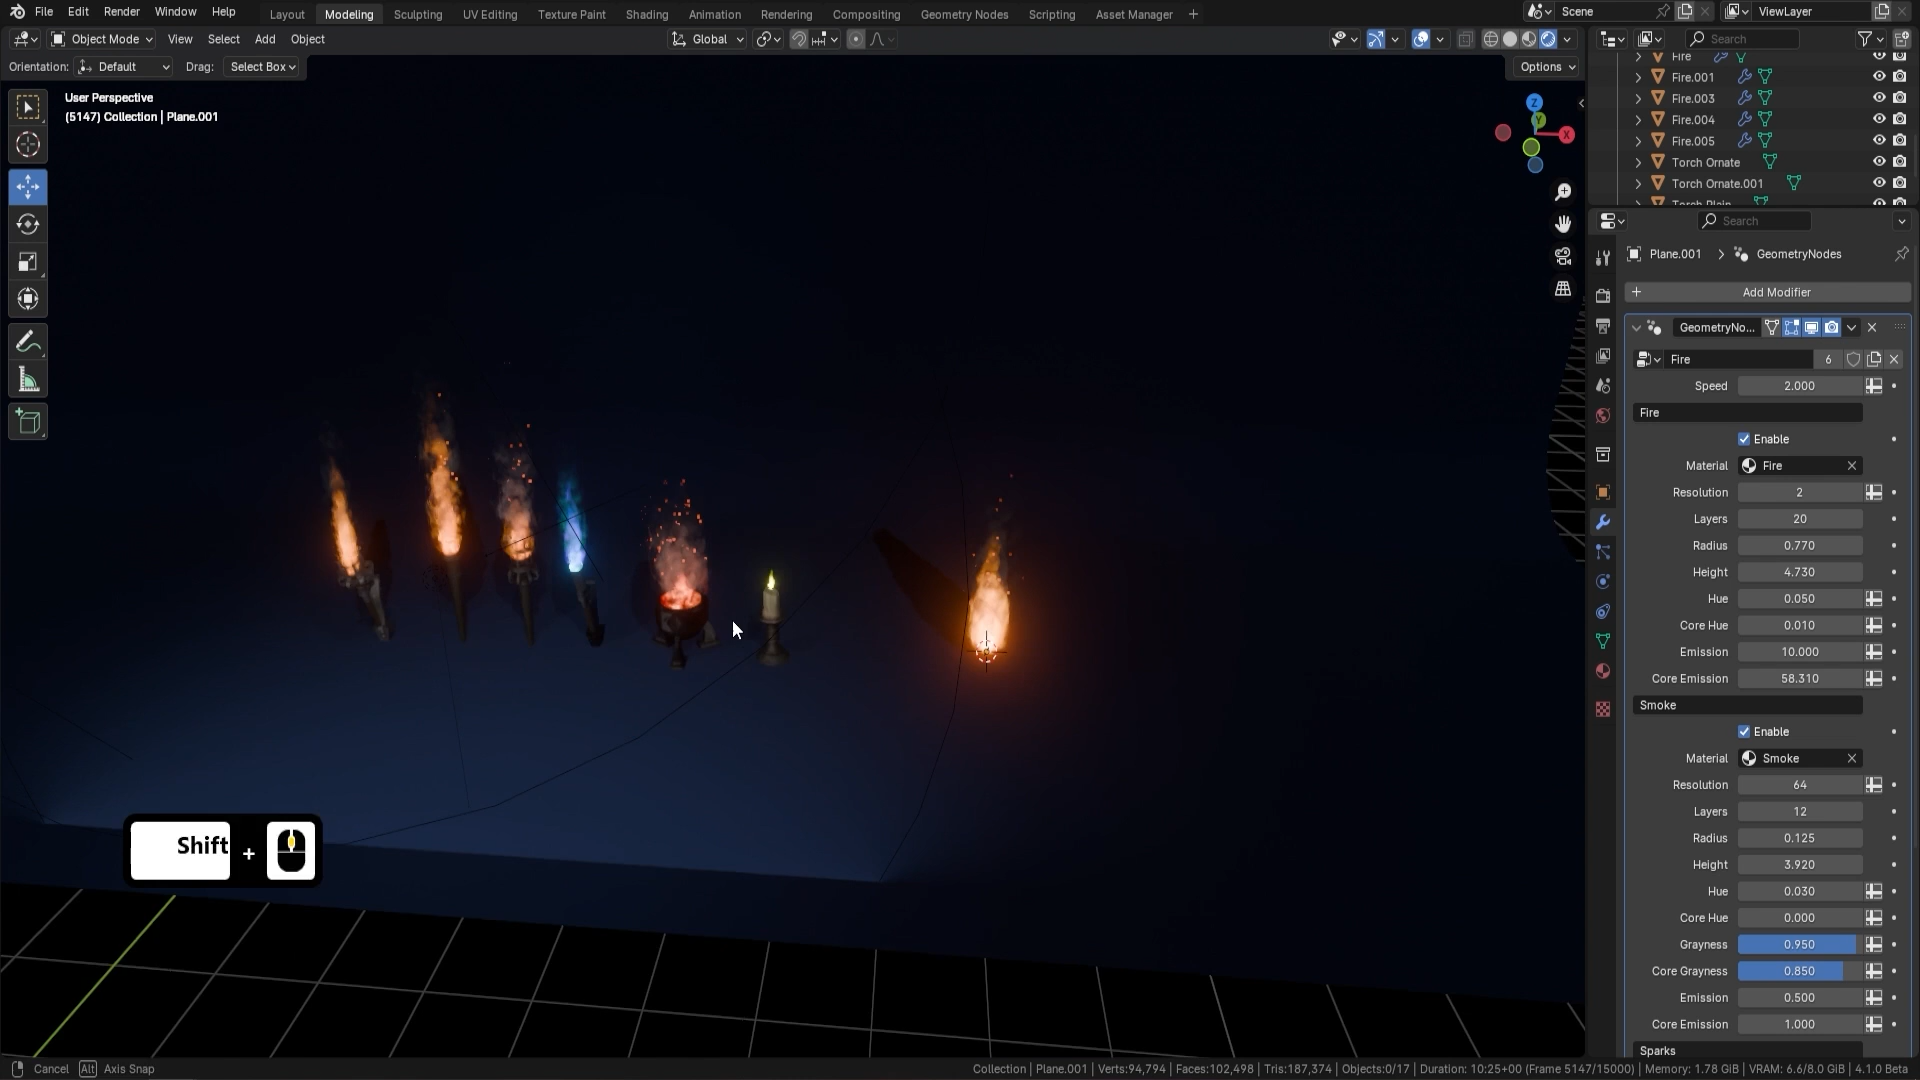 File Edit Render Window Help
Layout Modeling Sculpting UV Editing Texture Paint Shading Animation Rendering Compositing Geometry Nodes Scripting Asset Manager +
Scene
ViewLayer
Object Mode View Select Add Object
Global
Search
Orientation: Default Drag: Select Box
Options
User Perspective
(5147) Collection | Plane.001
Z
Y
X
Fire
Fire.001
Fire.003
Fire.004
Fire.005
Torch Ornate
Torch Ornate.001
Torch Plain
Search
Plane.001 > GeometryNodes
+ Add Modifier
GeometryNo...
Fire 6
Speed 2.000
Fire
Enable
Material Fire
Resolution 2
Layers 20
Radius 0.770
Height 4.730
Hue 0.050
Core Hue 0.010
Emission 10.000
Core Emission 58.310
Smoke
Enable
Material Smoke
Resolution 64
Layers 12
Radius 0.125
Height 3.920
Hue 0.030
Core Hue 0.000
Grayness 0.950
Core Grayness 0.850
Emission 0.500
Core Emission 1.000
Sparks
Shift +
Cancel Alt Axis Snap
Collection | Plane.001 | Verts:94,794 | Faces:102,498 | Tris:187,374 | Objects:0/17 | Duration: 10:25+00 (Frame 5147/15000) | Memory: 1.78 GiB | VRAM: 6.6/8.0 GiB | 4.1.0 Beta